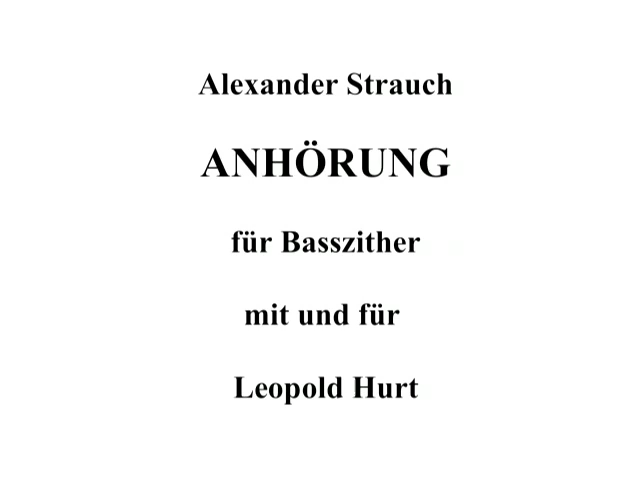 Alexander Strauch
ANHÖRUNG
für Basszither
mit und für
Leopold Hurt